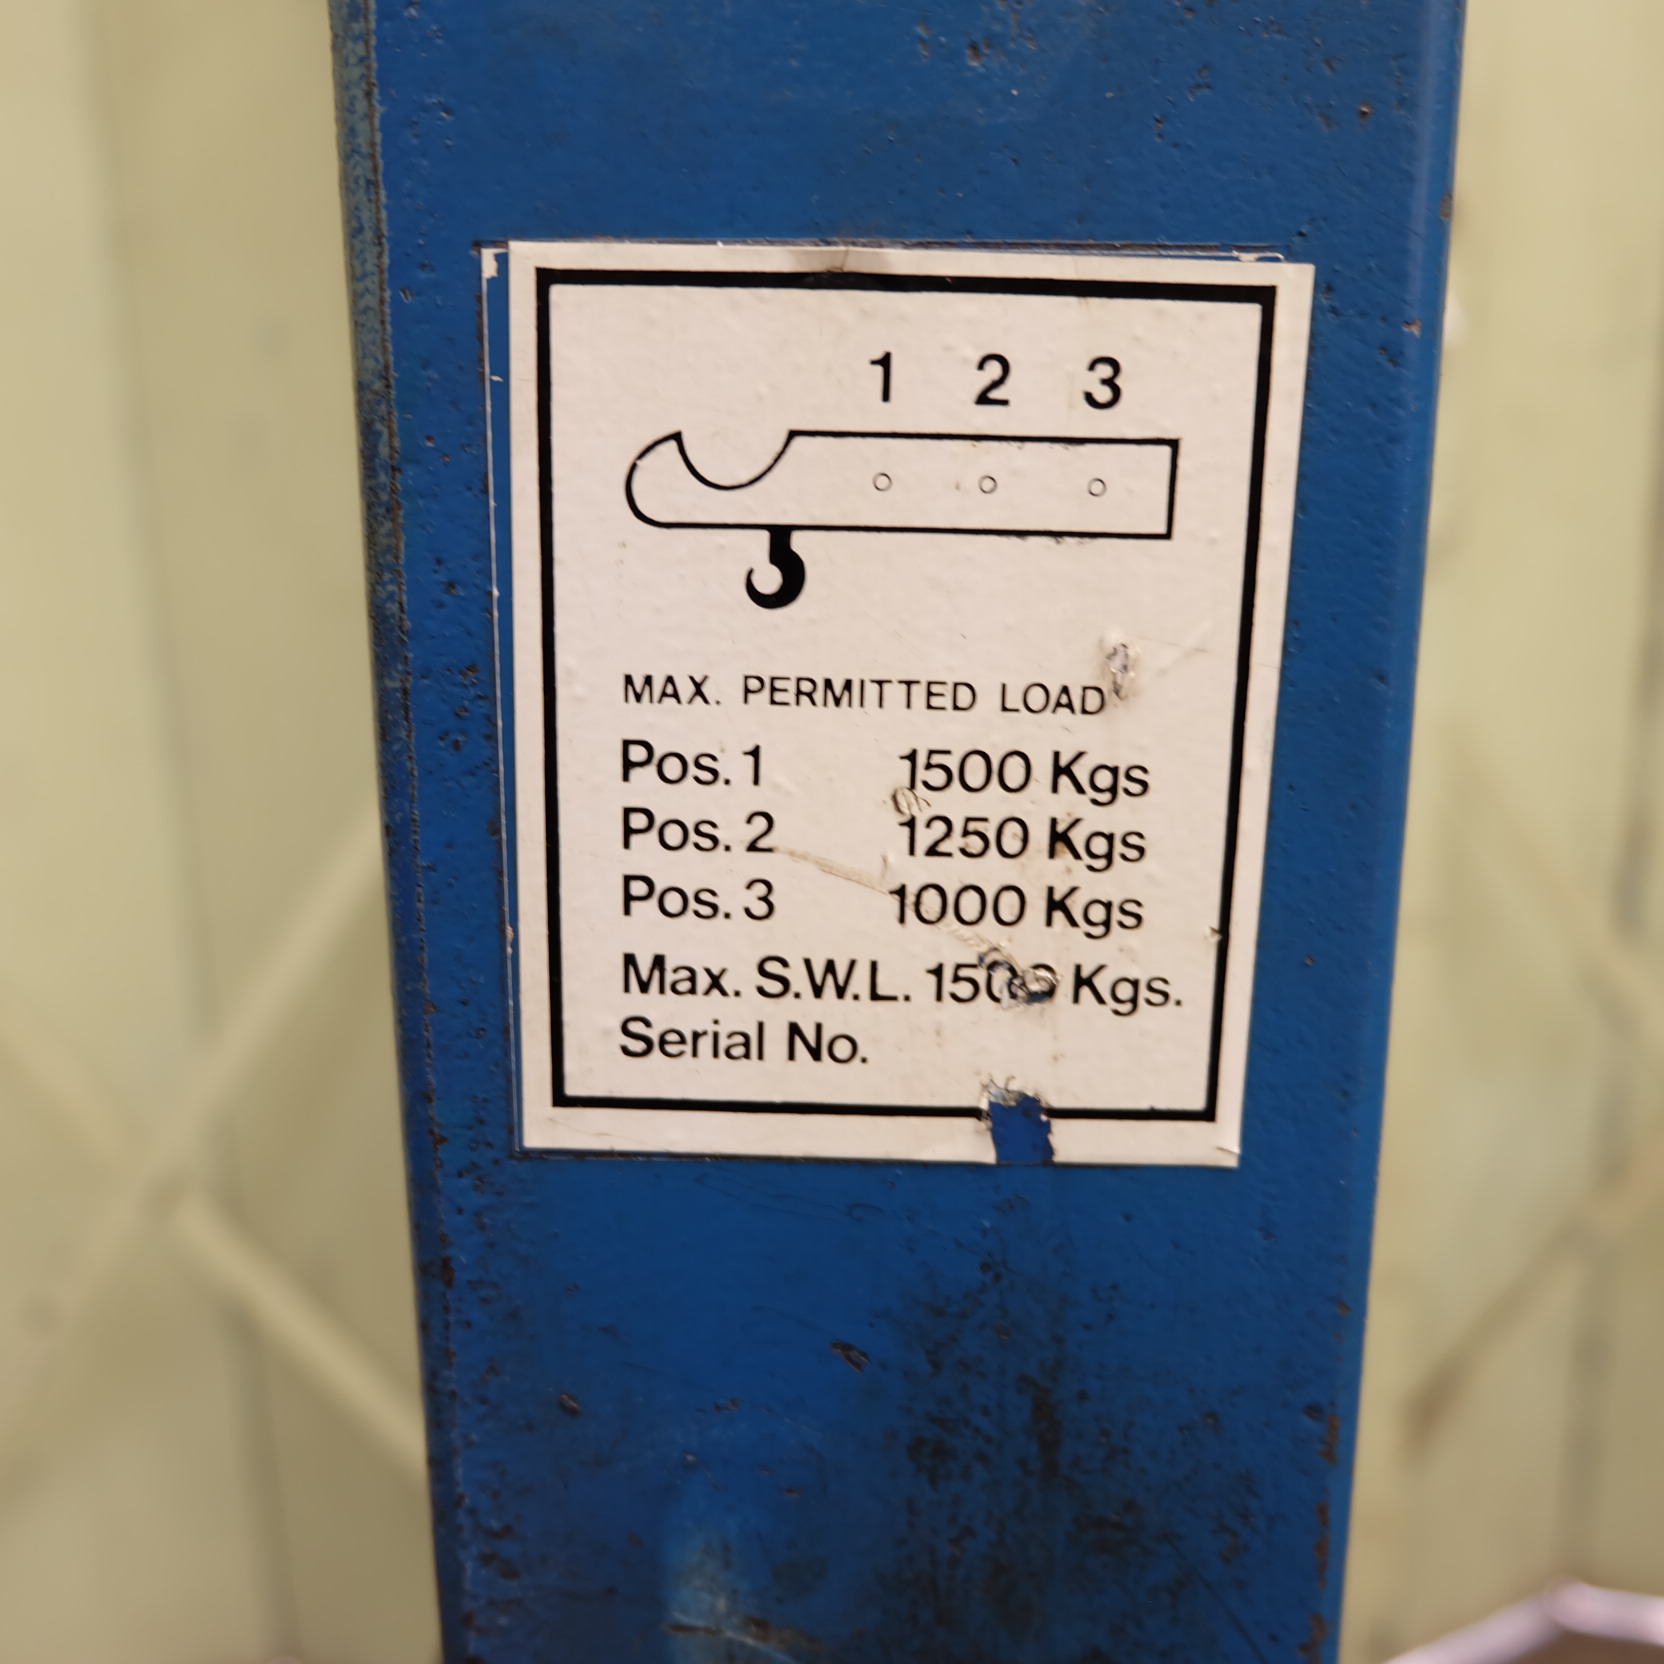 1 2 3
MAX. PERMITTED LOAD
Pos. 1 1500 Kgs
Pos. 2 1250 Kgs
Pos. 3 1000 Kgs
Max. S.W.L. 1500 Kgs.
Serial No.